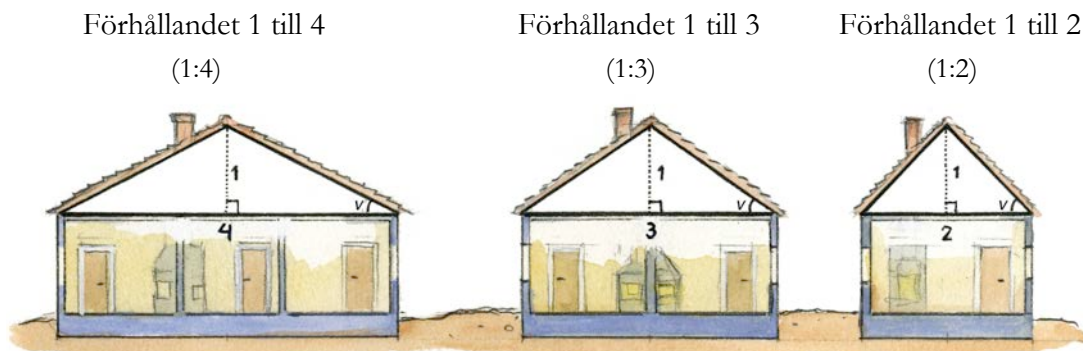 Förhållandet 1 till 4
(1:4)
1
v
4
Förhållandet 1 till 3
(1:3)
1
v
3
Förhållandet 1 till 2
(1:2)
1
v
2